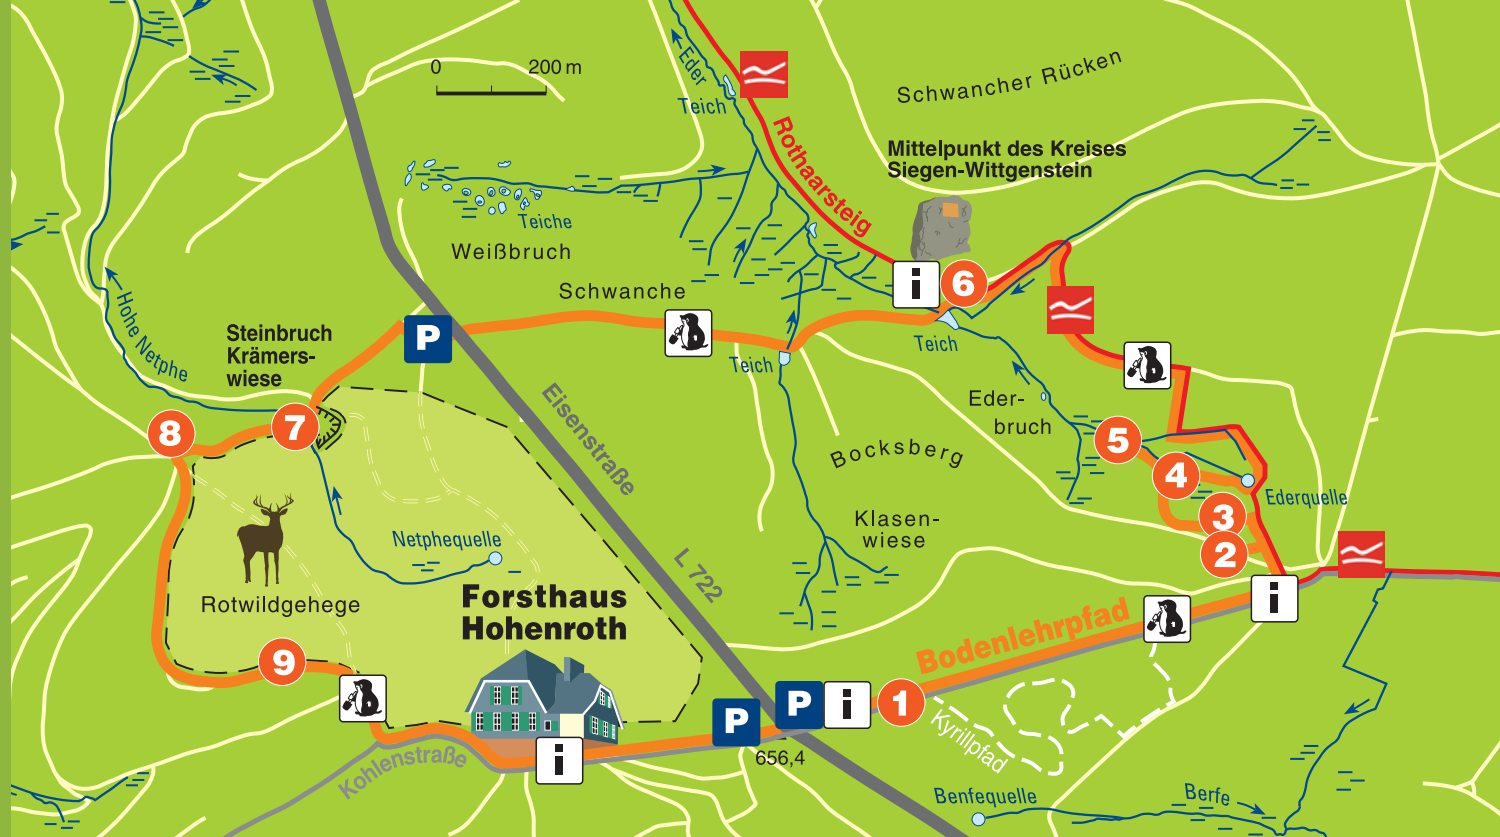 0 200 m
Eder
Teich
Rothaarsteig
Schwancher Rücken
Mittelpunkt des Kreises
Siegen-Wittgenstein
Teiche
Weißbruch
Schwanche
i
6
Hohe Netphe
Steinbruch
Krämers-
wiese
P
Teich
Teich
Eisenstraße
Eder-
bruch
8
7
5
Bocksberg
4
Ederquelle
3
2
Netphequelle
Klasen-
wiese
L 722
Forsthaus
Hohenroth
Rotwildgehege
i
Bodenlehrpfad
9
P
P
i
1
Kyrillpfad
656,4
i
Kohlenstraße
Benfequelle
Berfe